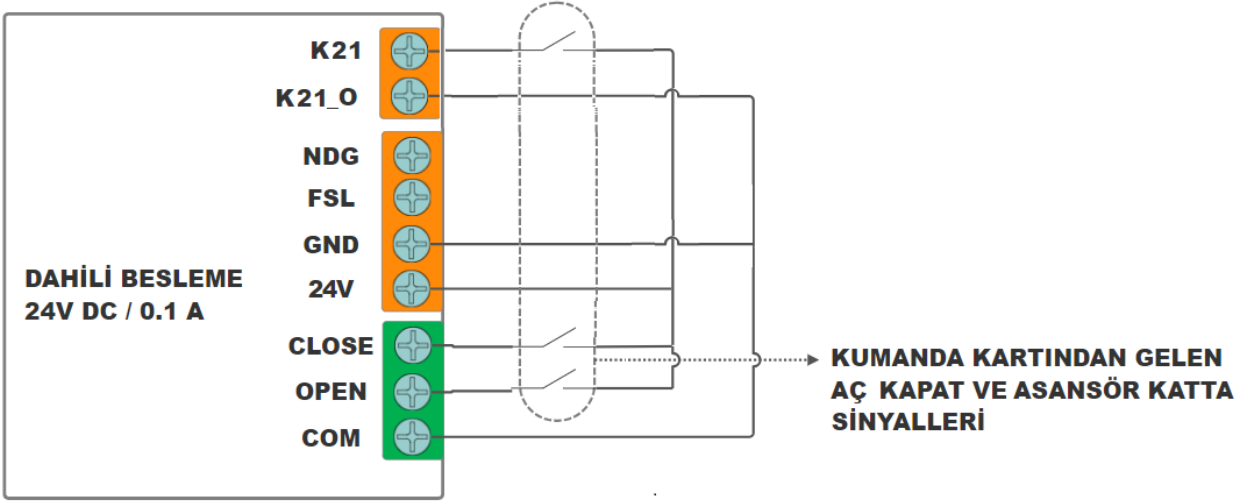 K21
K21_O
NDG
FSL
GND
24V
DAHİLİ BESLEME
24V DC / 0.1 A
CLOSE
OPEN
COM
KUMANDA KARTINDAN GELEN
AÇ KAPAT VE ASANSÖR KATTA
SİNYALLERİ